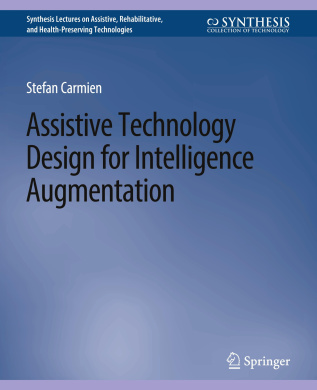 Synthesis Lectures on Assistive, Rehabilitative,
and Health-Preserving Technologies
SYNTHESIS
COLLECTION OF TECHNOLOGY
Stefan Carmien
Assistive Technology
Design for Intelligence
Augmentation
Springer